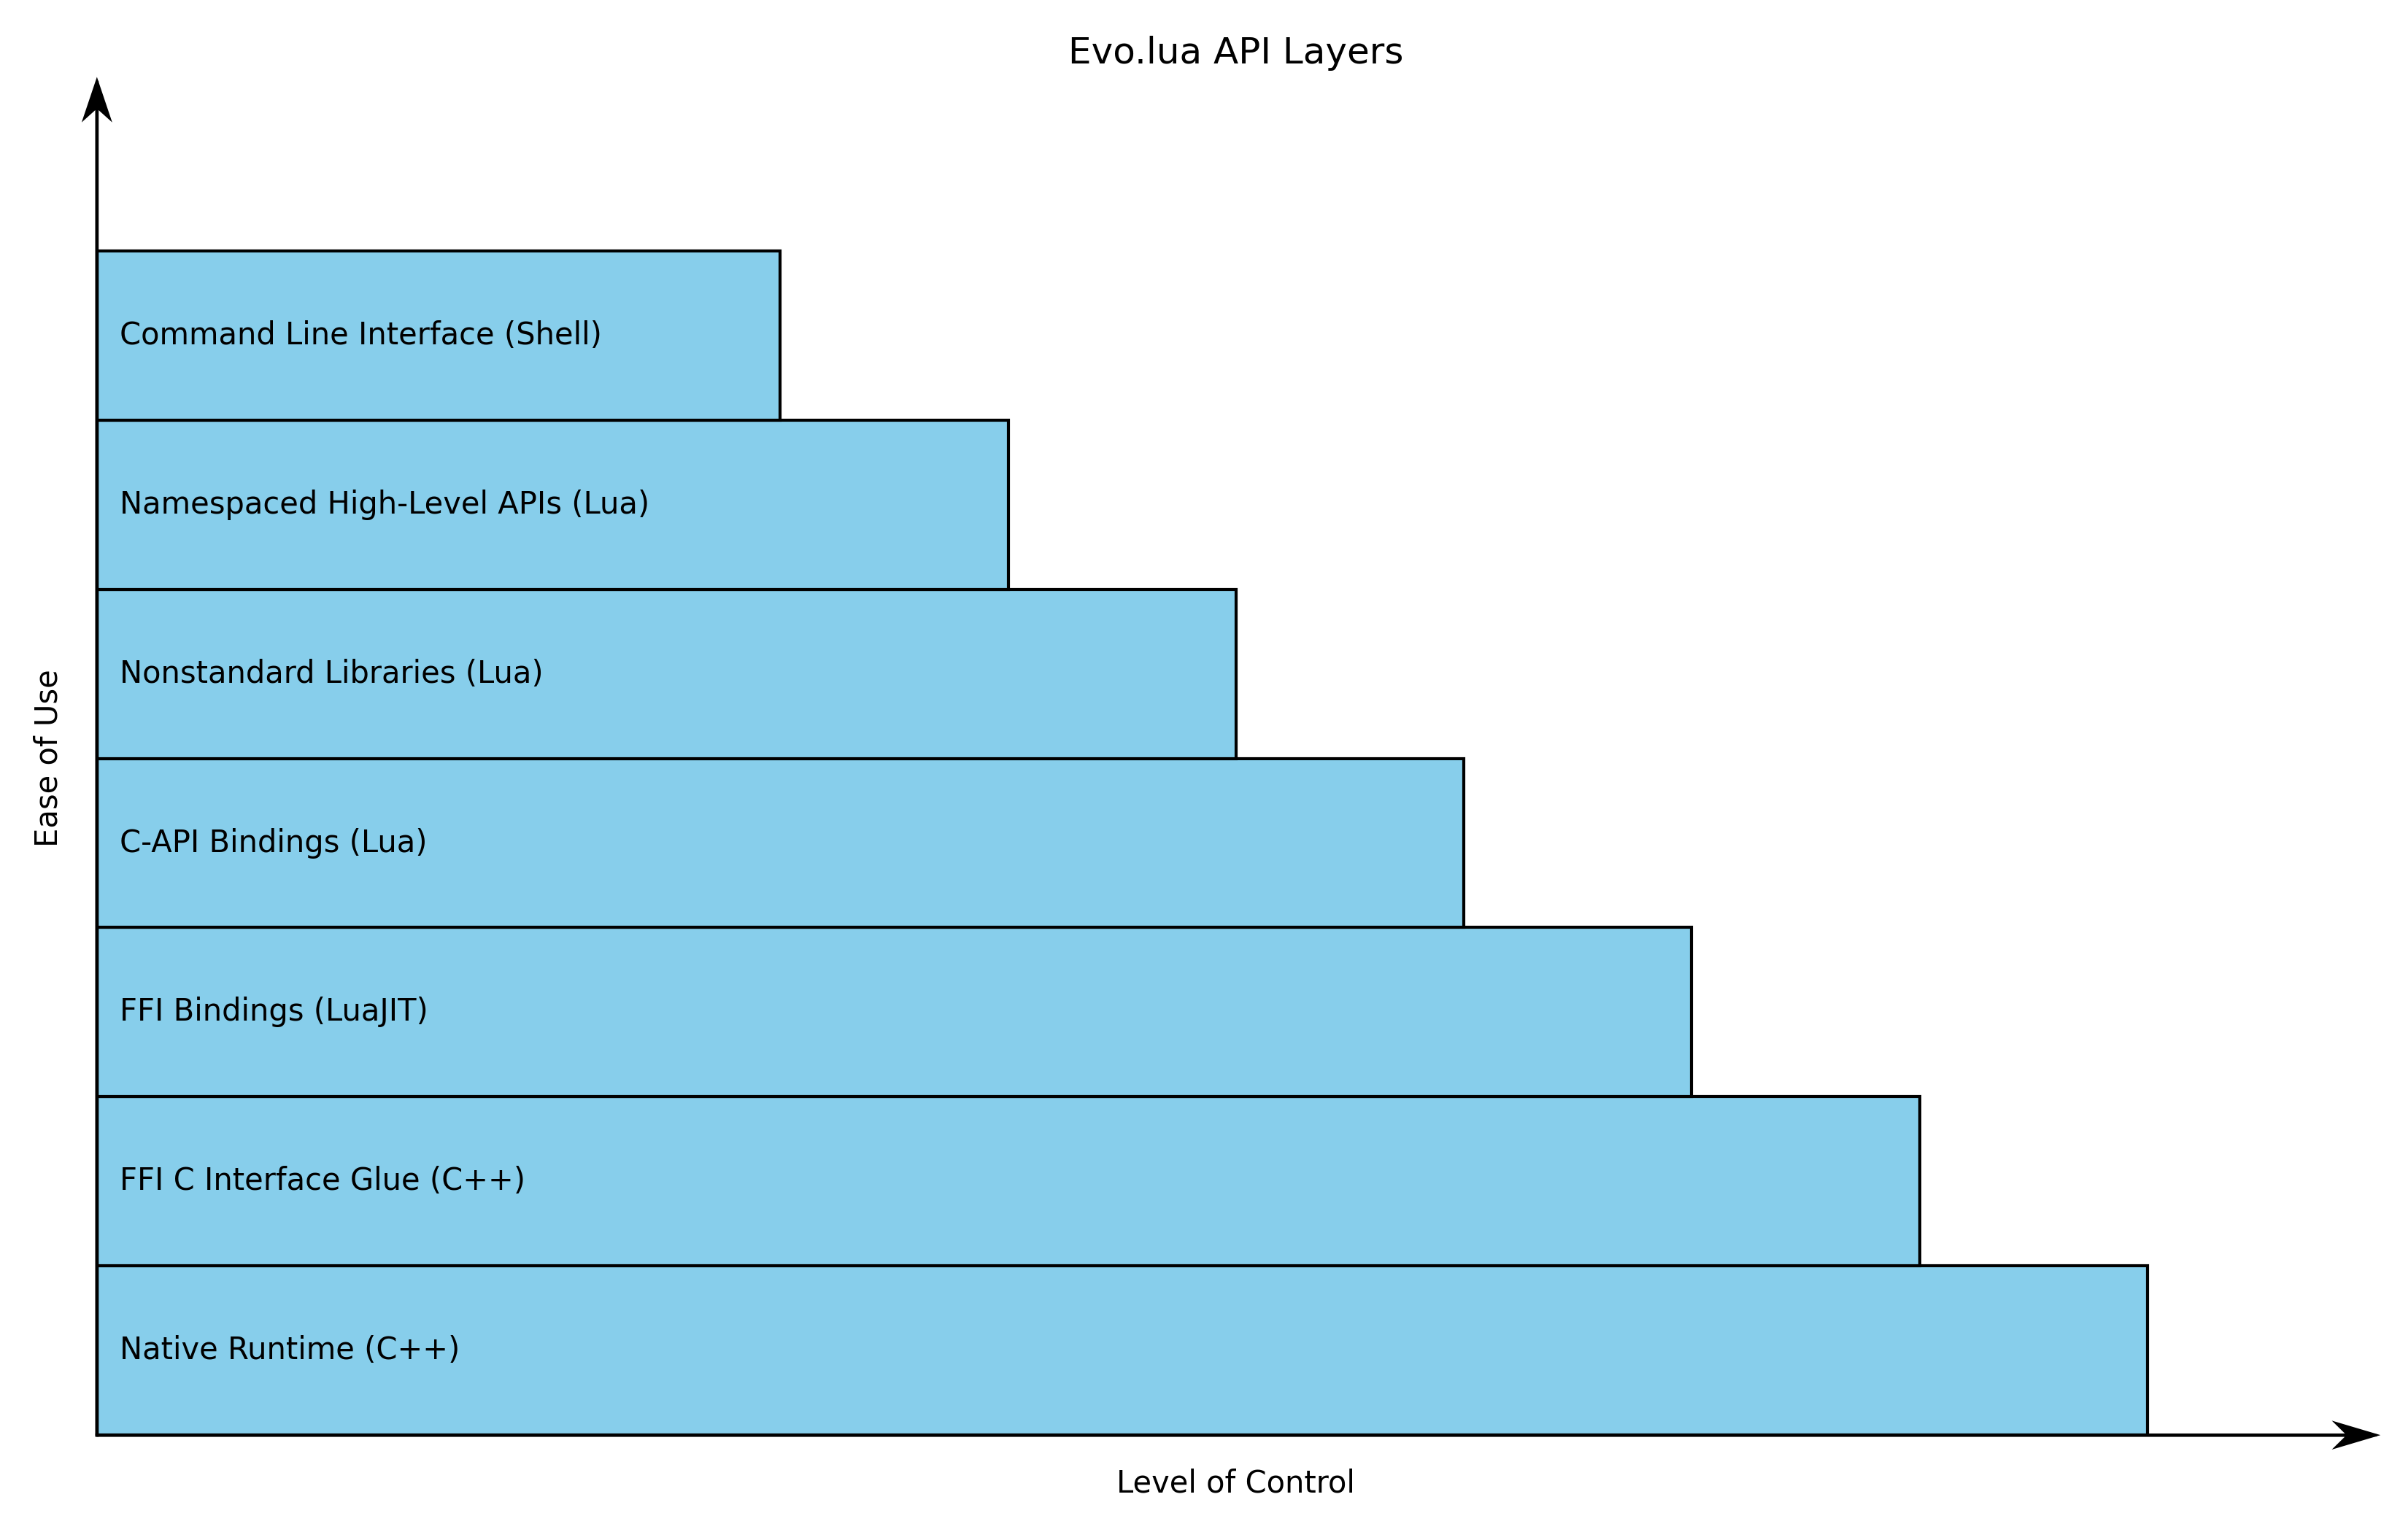 Evo.lua API Layers
Command Line Interface (Shell)
Namespaced High-Level APIs (Lua)
Nonstandard Libraries (Lua)
C-API Bindings (Lua)
FFI Bindings (LuaJIT)
FFI C Interface Glue (C++)
Native Runtime (C++)
Ease of Use
Level of Control